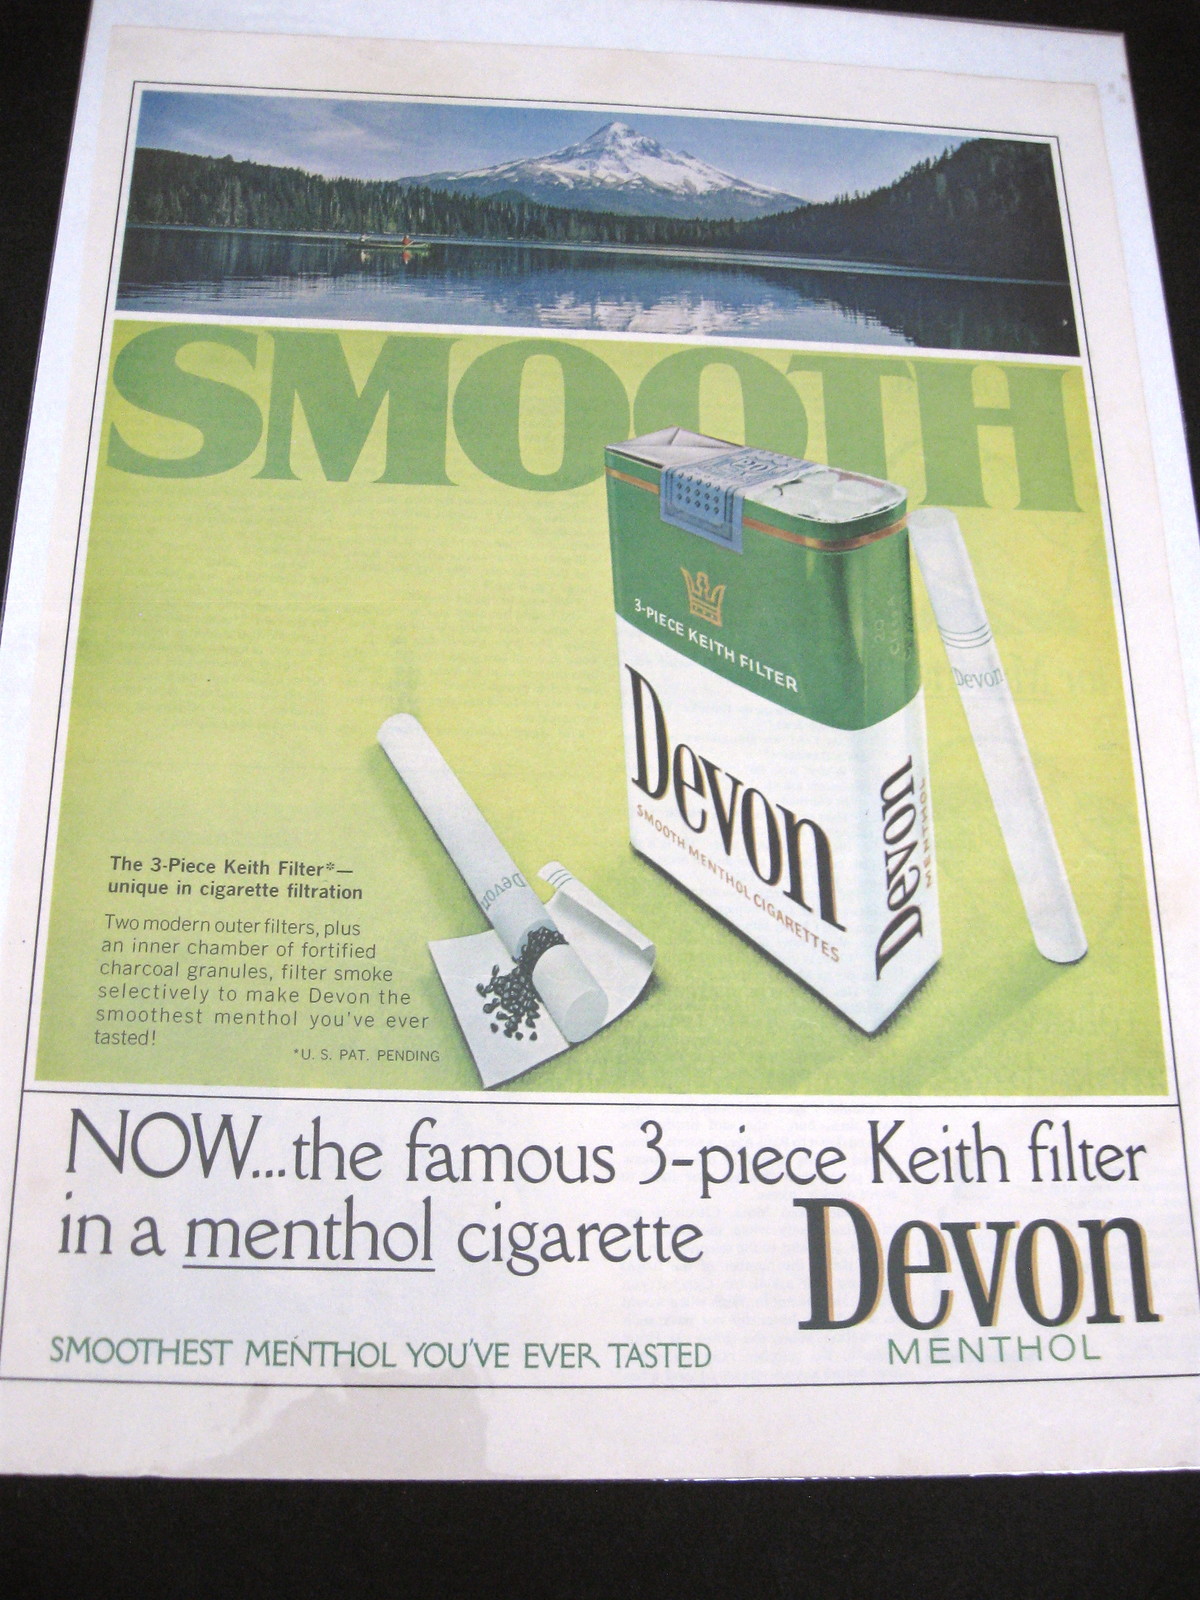 SMOOTH
20
3-PIECE KEITH FILTER
Devon
SMOOTH MENTHOL CIGARETTES
Devon
MENTHOL
Devon
Devon
The 3-Piece Keith Filter*—
unique in cigarette filtration
Two modern outer filters, plus
an inner chamber of fortified
charcoal granules, filter smoke
selectively to make Devon the
smoothest menthol you've ever
tasted!
*U. S. PAT. PENDING
NOW...the famous 3-piece Keith filter
in a menthol cigarette
Devon
MENTHOL
SMOOTHEST MENTHOL YOU'VE EVER TASTED